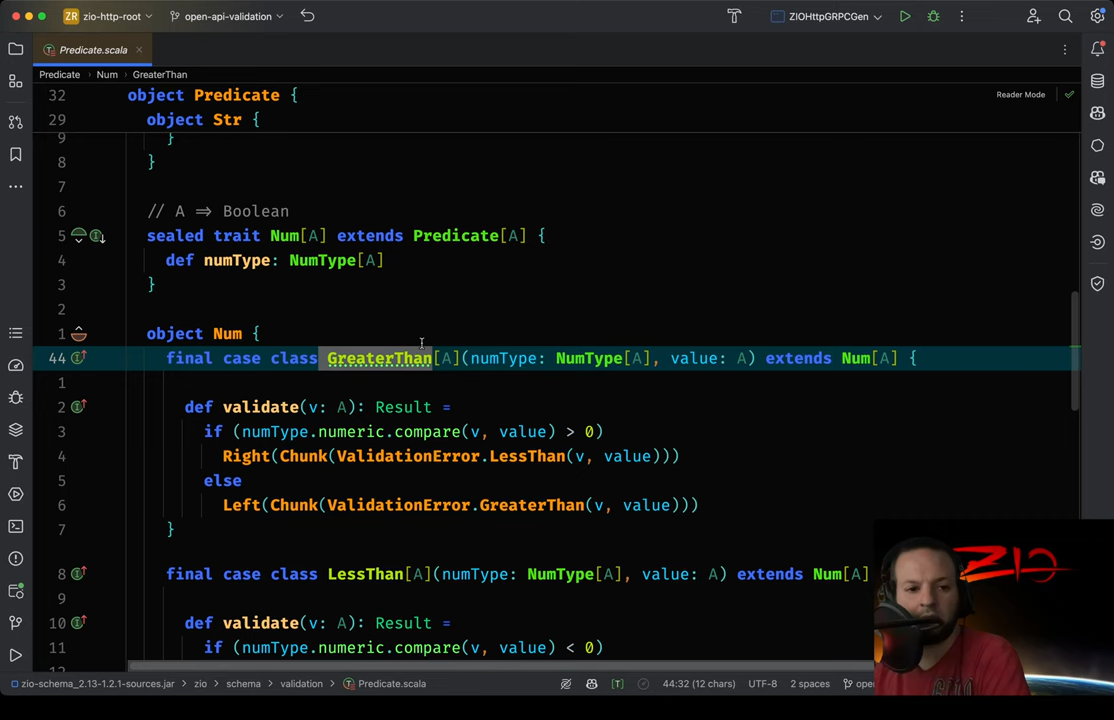 ZR zio-http-root open-api-validation ZIOHttpGRPCGen
Predicate.scala
Predicate Num GreaterThan
32 object Predicate { Reader Mode
29 object Str {
9 }
8 }
7
6 // A ⇒ Boolean
5 sealed trait Num[A] extends Predicate[A] {
4 def numType: NumType[A]
3 }
2
1 object Num {
44 final case class GreaterThan[A](numType: NumType[A], value: A) extends Num[A] {
1
2 def validate(v: A): Result =
3 if (numType.numeric.compare(v, value) > 0)
4 Right(Chunk(ValidationError.LessThan(v, value)))
5 else
6 Left(Chunk(ValidationError.GreaterThan(v, value)))
7 }
8 final case class LessThan[A](numType: NumType[A], value: A) extends Num[A]
9
10 def validate(v: A): Result =
11 if (numType.numeric.compare(v, value) < 0)
ZIO
zio-schema_2.13-1.2.1-sources.jar zio schema validation Predicate.scala 44:32 (12 chars) UTF-8 2 spaces